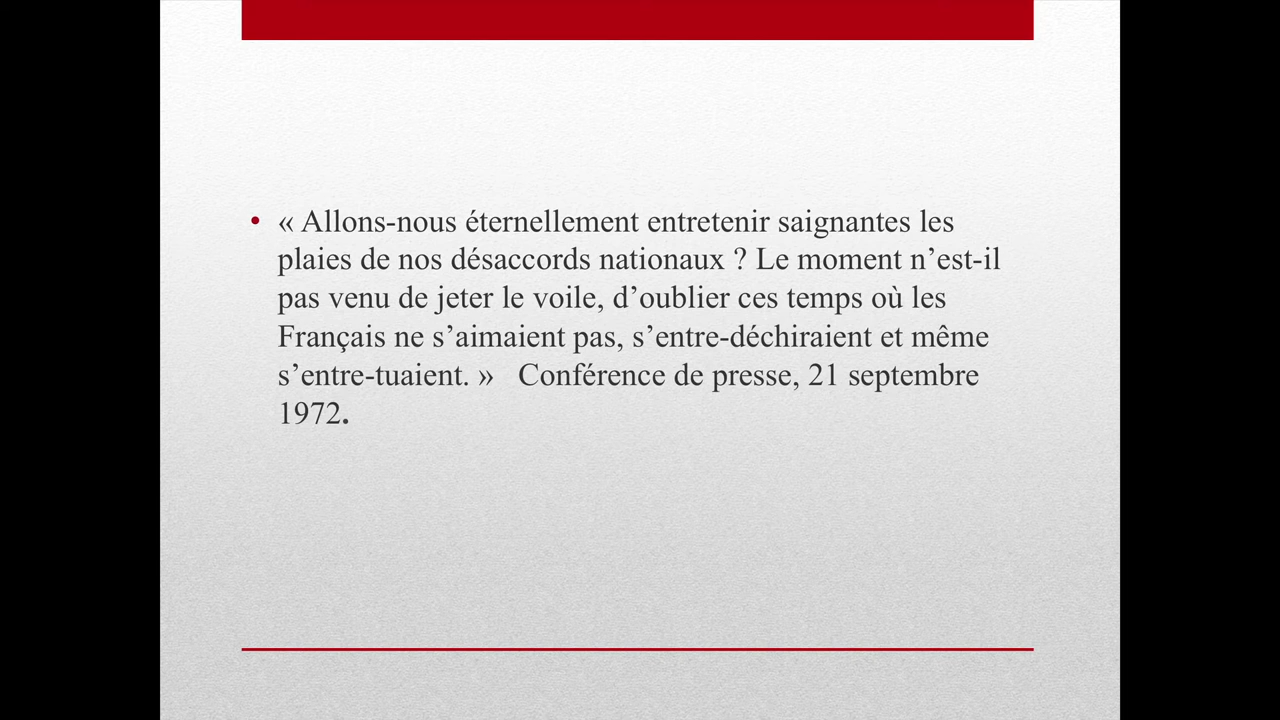 • « Allons-nous éternellement entretenir saignantes les
plaies de nos désaccords nationaux ? Le moment n’est-il
pas venu de jeter le voile, d’oublier ces temps où les
Français ne s’aimaient pas, s’entre-déchiraient et même
s’entre-tuaient. »   Conférence de presse, 21 septembre
1972.